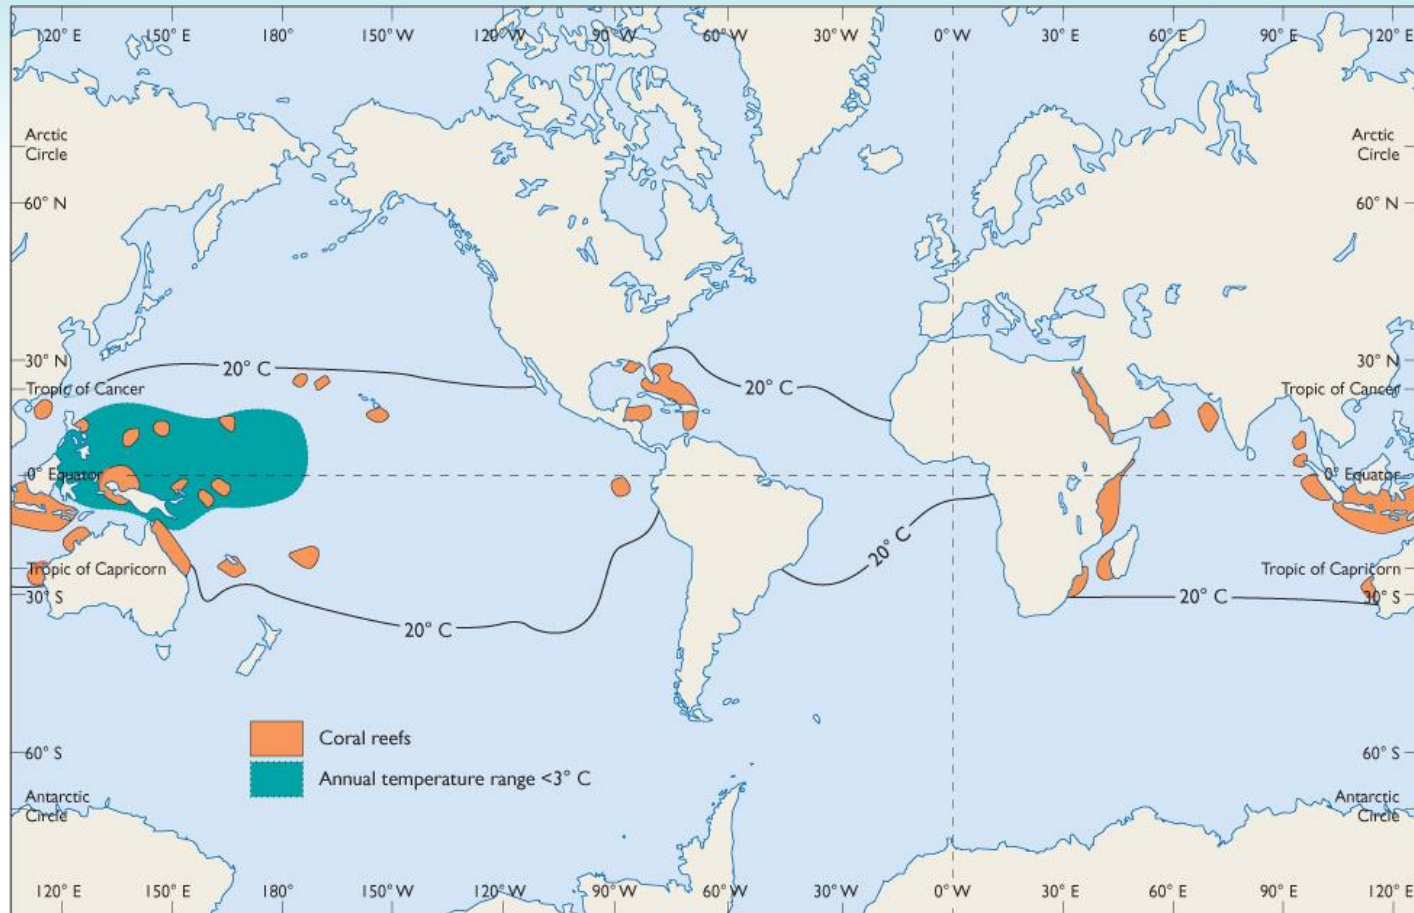 120° E 150° E 180° 150° W 120° W 90° W 60° W 30° W 0° W 30° E 60° E 90° E 120° E
Arctic
Circle
Arctic
Circle
60° N
60° N
30° N
30° N
20° C
Tropic of Cancer
20° C
Tropic of Cancer
0° Equator
0° Equator
20° C
Tropic of Capricorn
Tropic of Capricorn
30° S
20° C
30° S
20° C
Coral reefs
60° S
60° S
Annual temperature range <3° C
Antarctic
Circle
Antarctic
Circle
120° E 150° E 180° 150° W 120° W 90° W 60° W 30° W 0° W 30° E 60° E 90° E 120° E